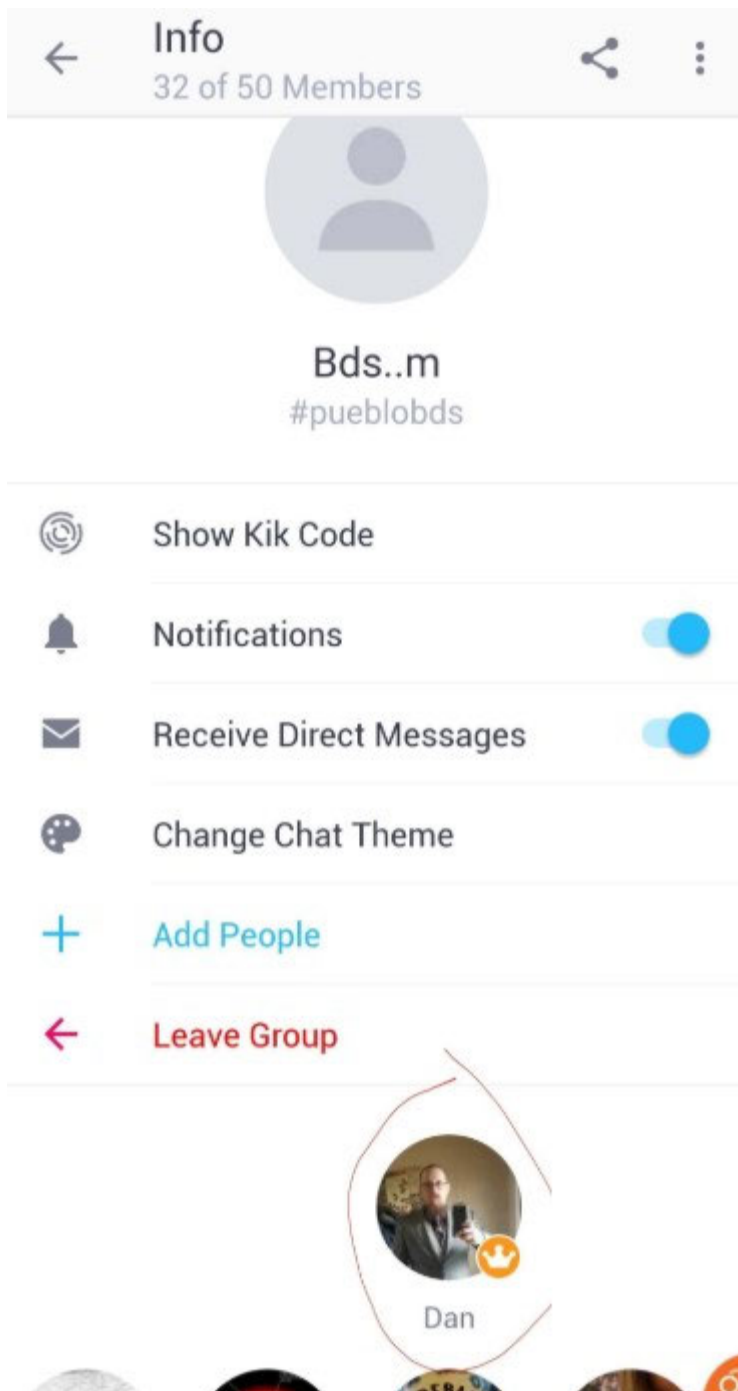 Info
32 of 50 Members
Bds..m
#pueblobds
Show Kik Code
Notifications
Receive Direct Messages
Change Chat Theme
Add People
Leave Group
Dan